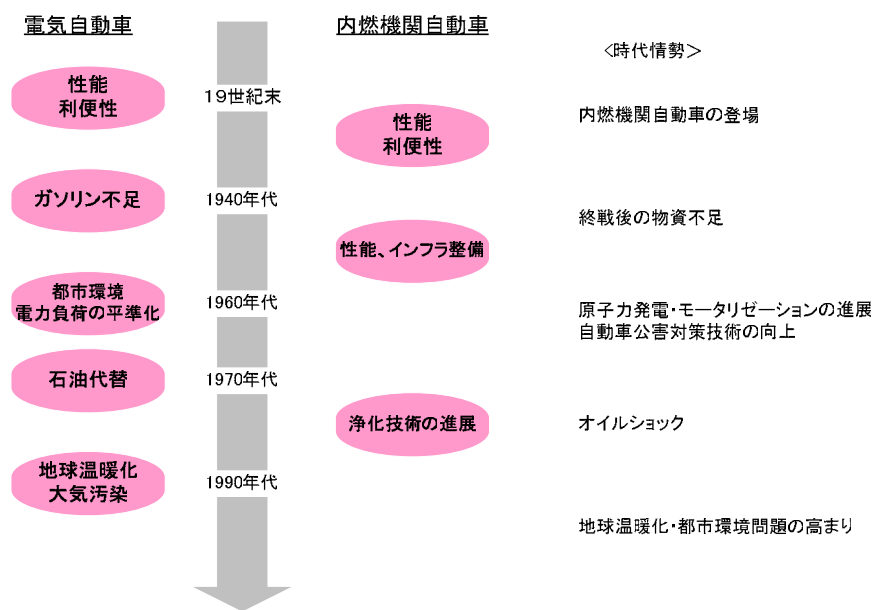 電気自動車
内燃機関自動車
<時代情勢>
性能
利便性
19世紀末
性能
利便性
内燃機関自動車の登場
ガソリン不足
1940年代
性能、インフラ整備
終戦後の物資不足
都市環境
電力負荷の平準化
1960年代
原子力発電・モータリゼーションの進展
自動車公害対策技術の向上
石油代替
1970年代
浄化技術の進展
オイルショック
地球温暖化
大気汚染
1990年代
地球温暖化・都市環境問題の高まり